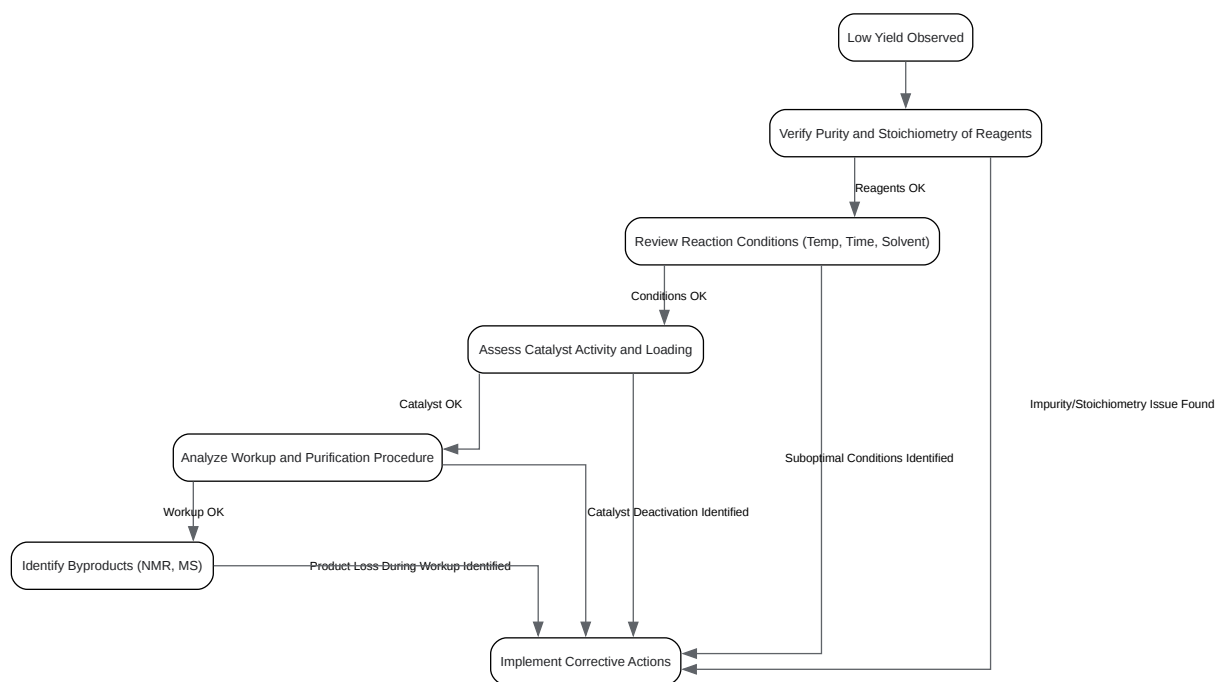 Low Yield Observed
Verify Purity and Stoichiometry of Reagents
Reagents OK
Review Reaction Conditions (Temp, Time, Solvent)
Conditions OK
Assess Catalyst Activity and Loading
Catalyst OK
Impurity/Stoichiometry Issue Found
Analyze Workup and Purification Procedure
Suboptimal Conditions Identified
Workup OK
Catalyst Deactivation Identified
Identify Byproducts (NMR, MS)
Product Loss During Workup Identified
Implement Corrective Actions